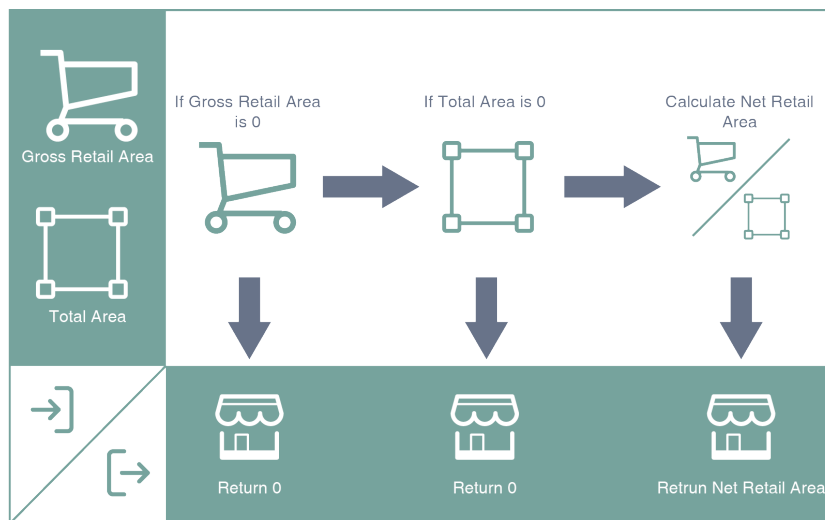 Gross Retail Area
Total Area
If Gross Retail Area
is 0
If Total Area is 0
Calculate Net Retail
Area
Return 0
Return 0
Retrun Net Retail Area